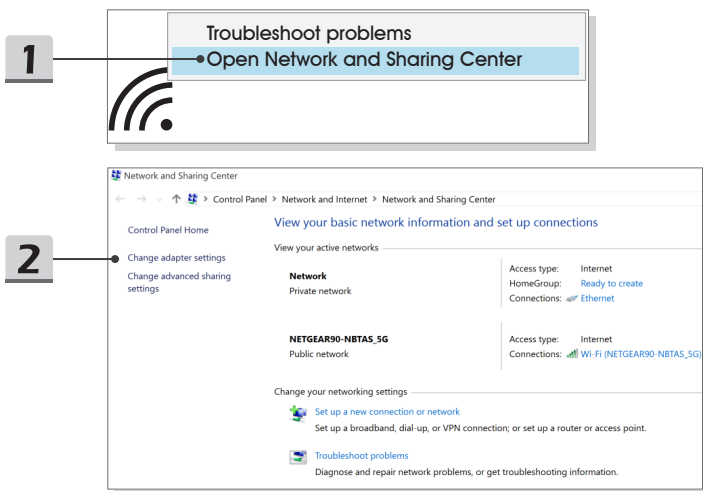 1
Troubleshoot problems
Open Network and Sharing Center
Network and Sharing Center
Control Panel > Network and Internet > Network and Sharing Center
2
Control Panel Home
Change adapter settings
Change advanced sharing
settings
View your basic network information and set up connections
View your active networks
Network
Private network
Access type: Internet
HomeGroup: Ready to create
Connections: Ethernet
NETGEAR90-NBTAS_5G
Public network
Access type: Internet
Connections: Wi-Fi (NETGEAR90-NBTAS_5G)
Change your networking settings
Set up a new connection or network
Set up a broadband, dial-up, or VPN connection; or set up a router or access point.
Troubleshoot problems
Diagnose and repair network problems, or get troubleshooting information.